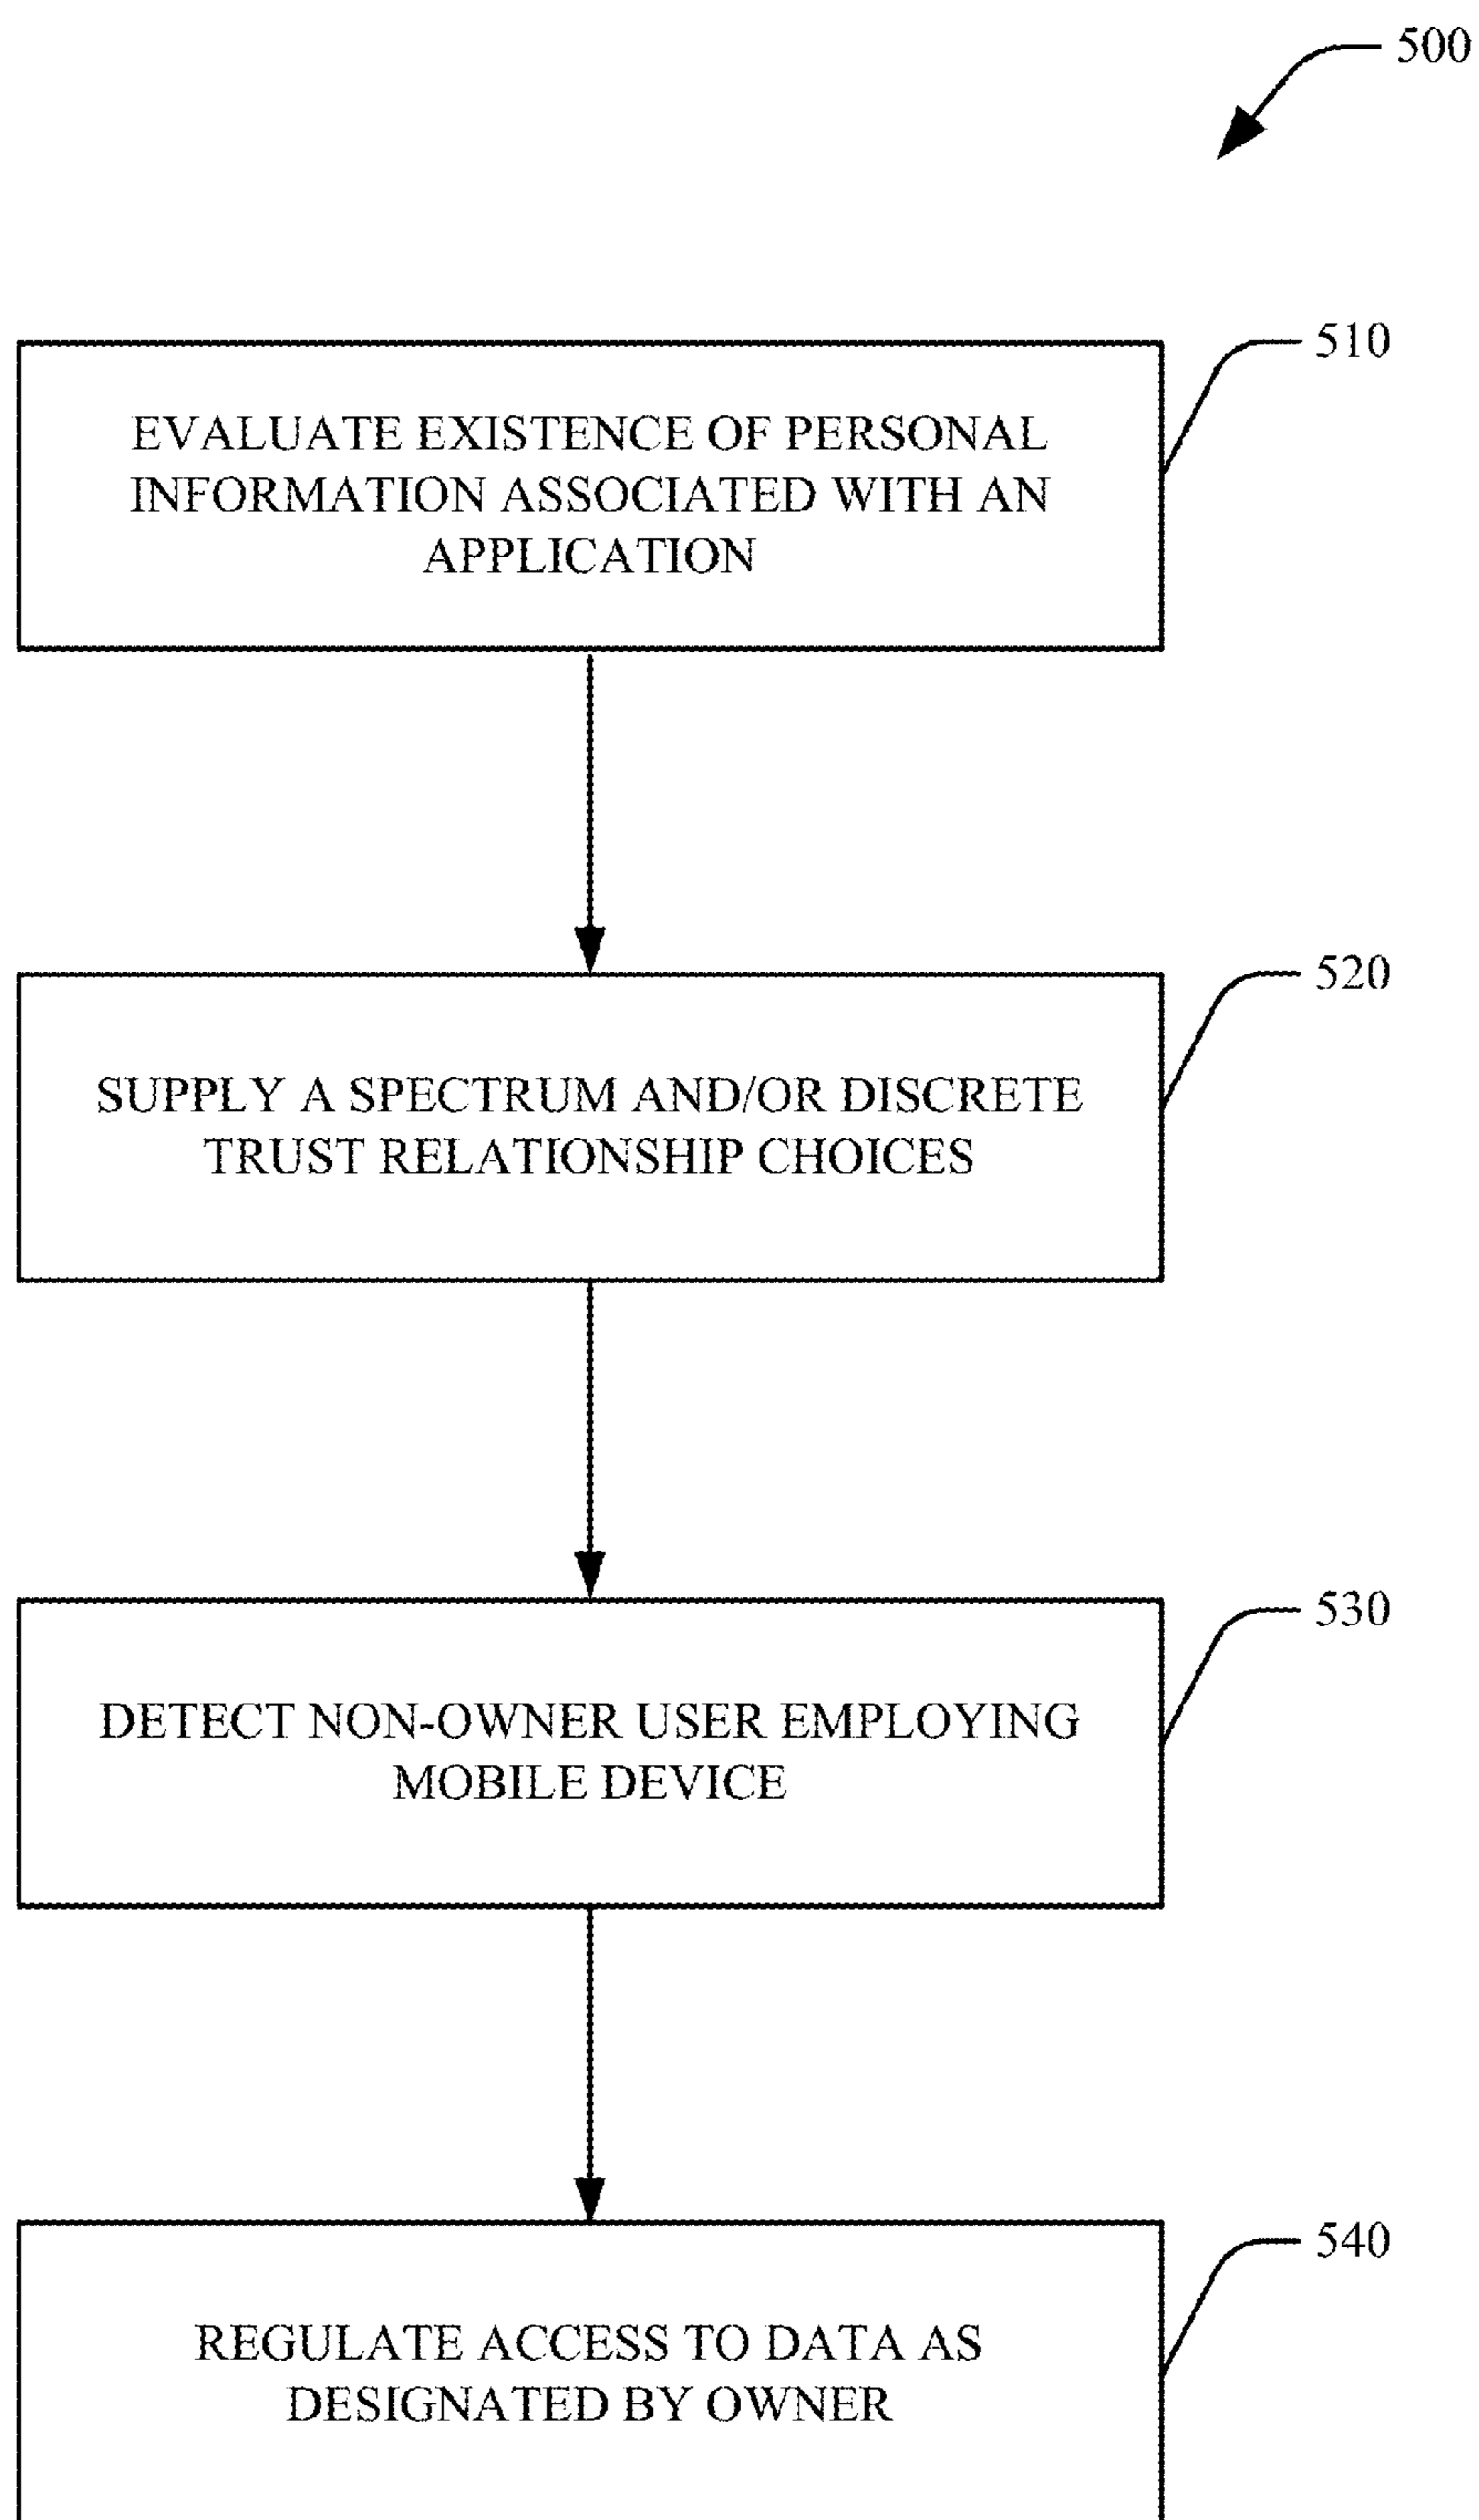 500
510
EVALUATE EXISTENCE OF PERSONAL
INFORMATION ASSOCIATED WITH AN
APPLICATION
520
SUPPLY A SPECTRUM AND/OR DISCRETE
TRUST RELATIONSHIP CHOICES
530
DETECT NON-OWNER USER EMPLOYING
MOBILE DEVICE
540
REGULATE ACCESS TO DATA AS
DESIGNATED BY OWNER